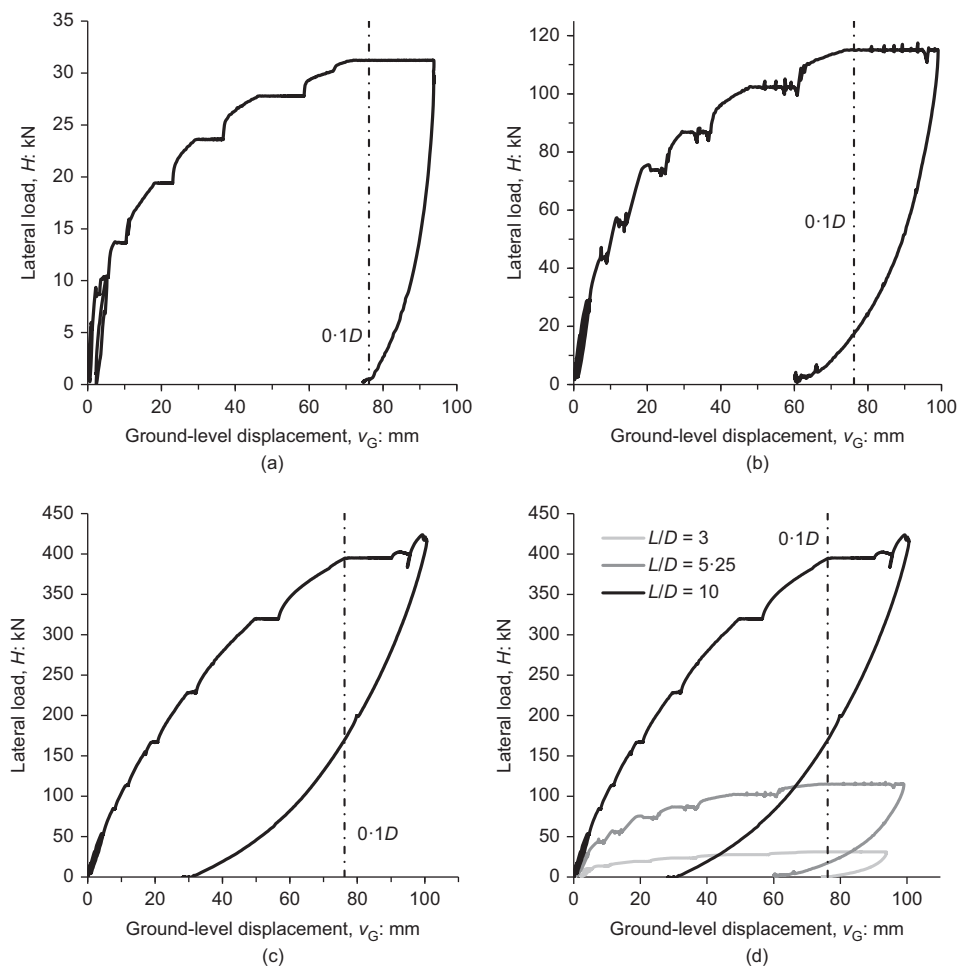 35
30
25
20
15
10
5
0
Lateral load, H: kN
0·1D
0 20 40 60 80 100
Ground-level displacement, vG: mm
(a)
120
100
80
60
40
20
0
Lateral load, H: kN
0·1D
0 20 40 60 80 100
Ground-level displacement, vG: mm
(b)
450
400
350
300
250
200
150
100
50
0
Lateral load, H: kN
0·1D
0 20 40 60 80 100
Ground-level displacement, vG: mm
(c)
450
400
350
300
250
200
150
100
50
0
Lateral load, H: kN
L/D = 3
L/D = 5·25
L/D = 10
0·1D
0 20 40 60 80 100
Ground-level displacement, vG: mm
(d)